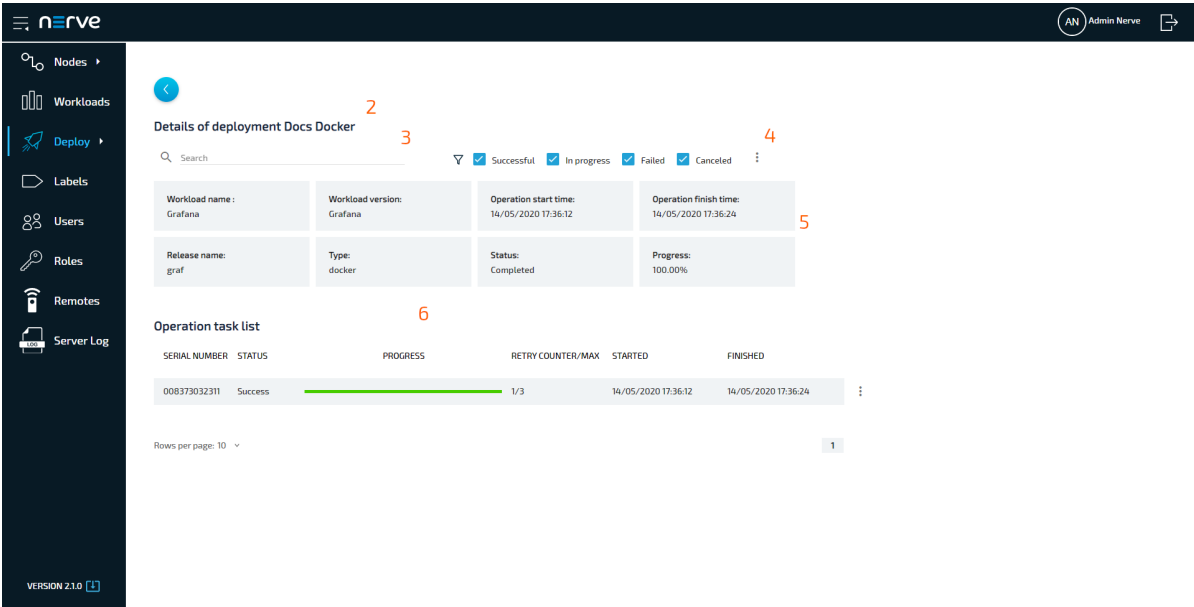 nerve
AN Admin Nerve
Nodes
Workloads
Deploy
Labels
Users
Roles
Remotes
LOG Server Log
VERSION 2.1.0
2
Details of deployment Docs Docker
3
4
Search
Successful In progress Failed Canceled
Workload name : Workload version: Operation start time: Operation finish time:
Grafana Grafana 14/05/2020 17:36:12 14/05/2020 17:36:24
5
Release name: Type: Status: Progress:
graf docker Completed 100.00%
6
Operation task list
SERIAL NUMBER STATUS PROGRESS RETRY COUNTER/MAX STARTED FINISHED
008373032311 Success 1/3 14/05/2020 17:36:12 14/05/2020 17:36:24
Rows per page: 10 1